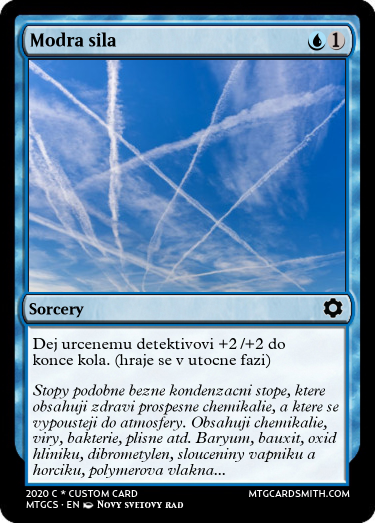 Modra sila
1
Sorcery
Dej urcenemu detektivovi +2 /+2 do
konce kola. (hraje se v utocne fazi)
Stopy podobne bezne kondenzacni stope, ktere
obsahuji zdravi prospesne chemikalie, a ktere se
vypousteji do atmosfery. Obsahuji chemikalie,
viry, bakterie, plisne atd. Baryum, bauxit, oxid
hliniku, dibrometylen, slouceniny vapniku a
horciku, polymerova vlakna...
2020 C * CUSTOM CARD
MTGCARDSMITH.COM
MTGCS · EN Novy svetovy rad